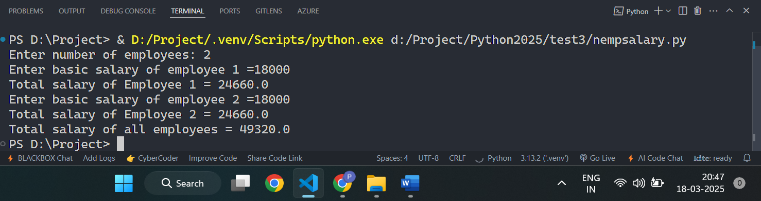 PROBLEMS OUTPUT DEBUG CONSOLE TERMINAL PORTS GITLENS AZURE Python
PS D:\Project> & D:/Project/.venv/Scripts/python.exe d:/Project/Python2025/test3/nempsalary.py
Enter number of employees: 2
Enter basic salary of employee 1 =18000
Total salary of Employee 1 = 24660.0
Enter basic salary of employee 2 =18000
Total salary of Employee 2 = 24660.0
Total salary of all employees = 49320.0
PS D:\Project>
BLACKBOX Chat Add Logs CyberCoder Improve Code Share Code Link Spaces: 4 UTF-8 CRLF Python 3.13.2 ('.venv') Go Live AI Code Chat ready
Search P W ENG IN 20:47 18-03-2025 0